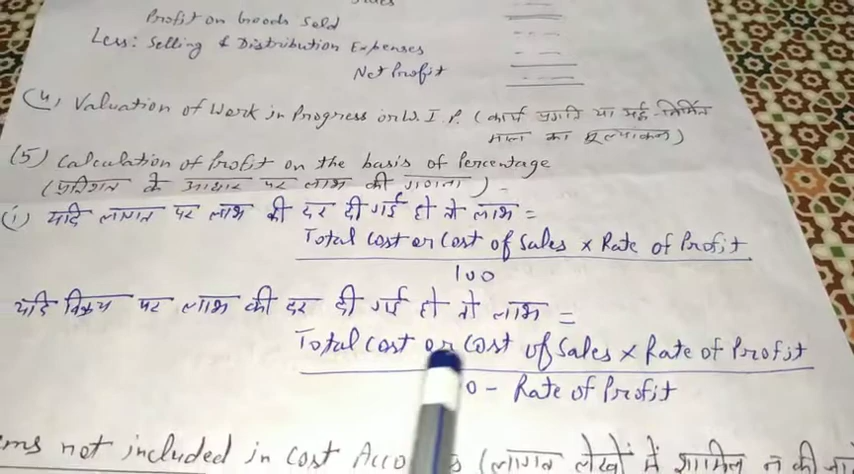 Profit on Goods Sold
Less: Selling & Distribution Expenses
Net Profit
(4) Valuation of Work in Progress or W.I.P. (कार्य प्रगति या अर्द्ध-निर्मित
माल का मूल्यांकन)
(5) Calculation of Profit on the basis of Percentage
(प्रतिशत के आधार पर लाभ की गणना)
(i) यदि लागत पर लाभ की दर दी गई हो तो लाभ =
Total Cost or Cost of Sales × Rate of Profit
100
यदि विक्रय पर लाभ की दर दी गई हो तो लाभ =
Total Cost or Cost of Sales × Rate of Profit
0 - Rate of Profit
ms not included in Cost Acco (लागत लेखों में शामिल न की